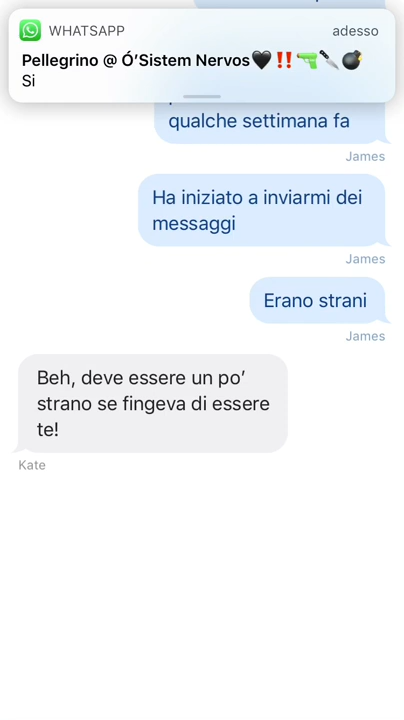 WHATSAPP
adesso
Pellegrino @ Ó’Sistem Nervos🖤‼️🔫🔪💣
Si
qualche settimana fa
James
Ha iniziato a inviarmi dei
messaggi
James
Erano strani
James
Beh, deve essere un po’
strano se fingeva di essere
te!
Kate